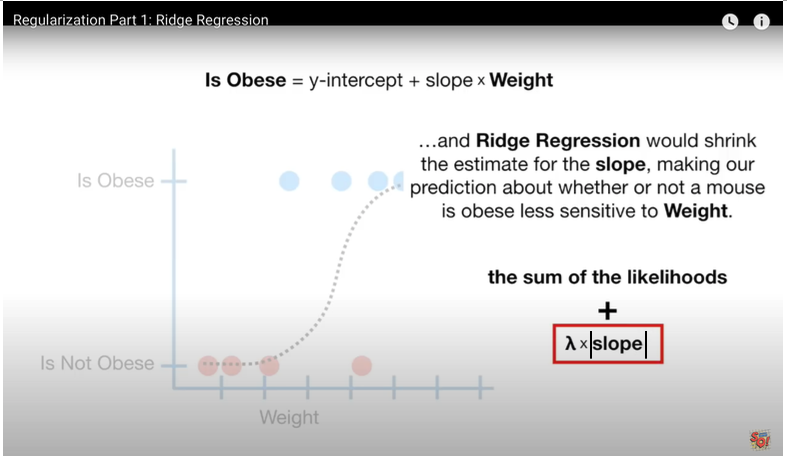 Regularization Part 1: Ridge Regression
Is Obese = y-intercept + slope x Weight
...and Ridge Regression would shrink
the estimate for the slope, making our
prediction about whether or not a mouse
is obese less sensitive to Weight.
Is Obese
the sum of the likelihoods
+
λ x |slope|
Is Not Obese
Weight
SQ!